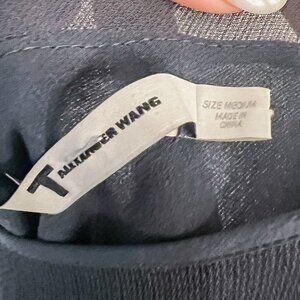 T ALEXANDER WANG
SIZE MEDIUM
MADE IN
CHINA